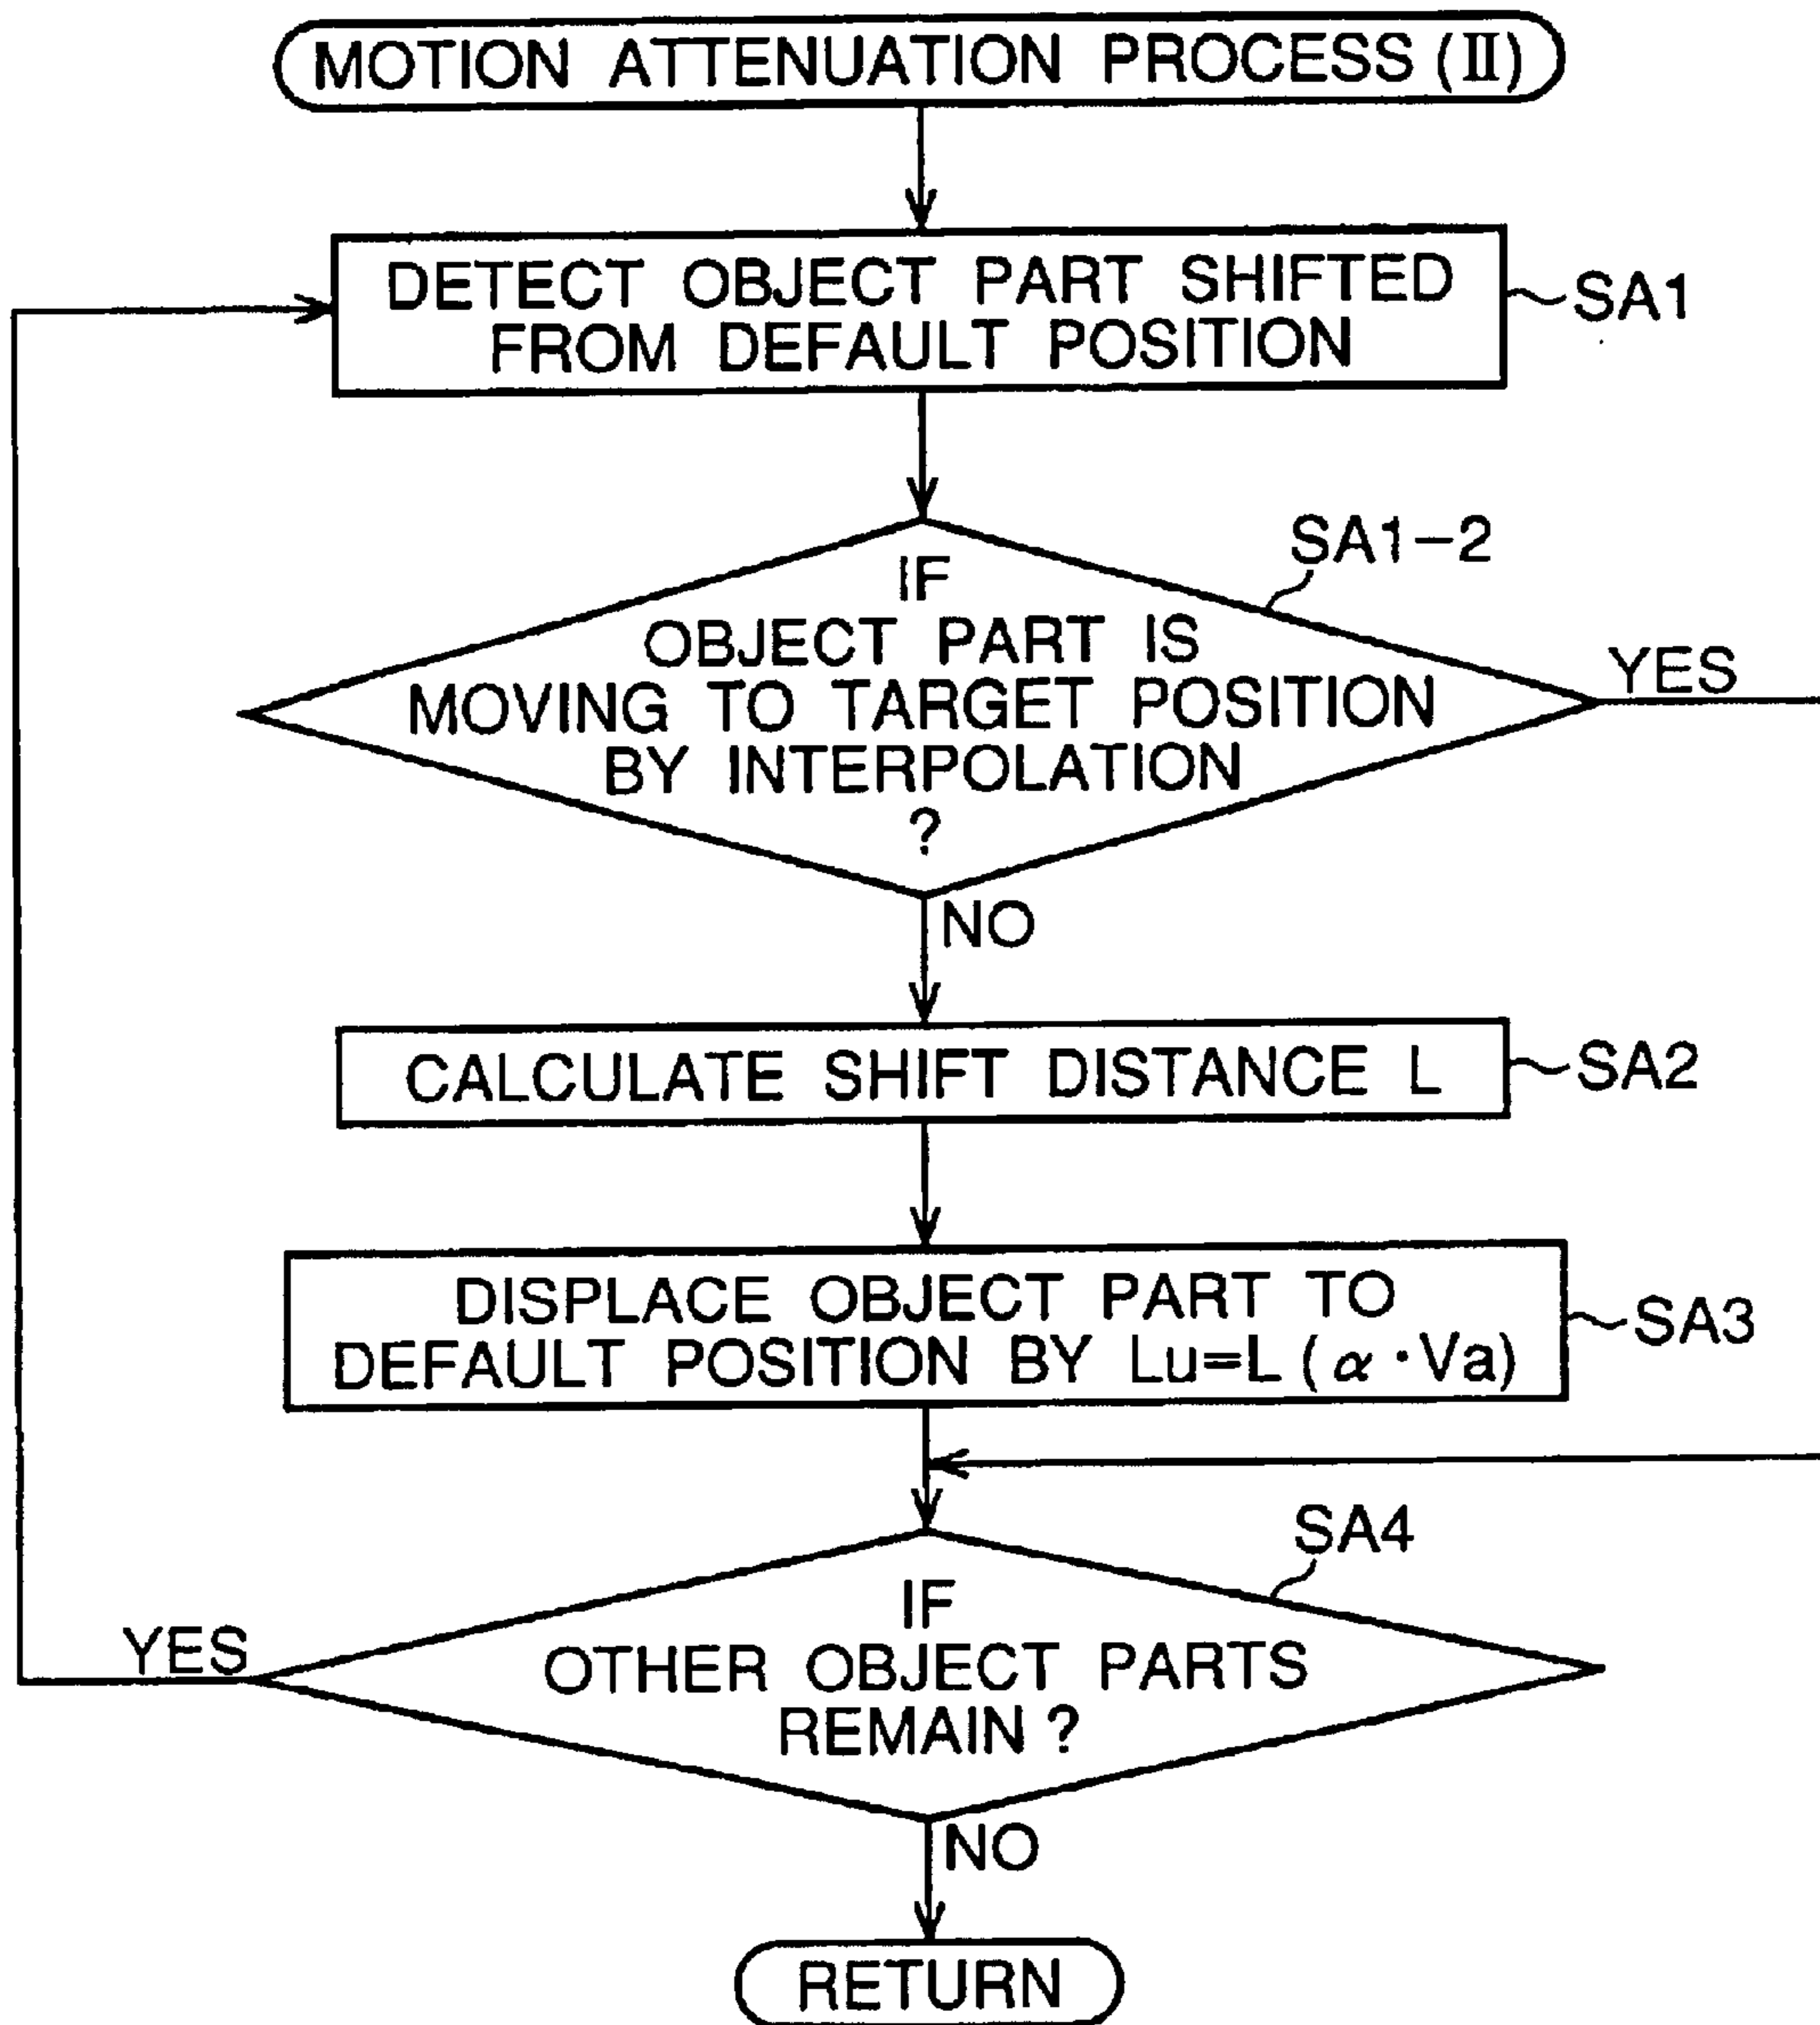 MOTION ATTENUATION PROCESS (II)
DETECT OBJECT PART SHIFTED
FROM DEFAULT POSITION
SA1
SA1-2
IF
OBJECT PART IS
MOVING TO TARGET POSITION
BY INTERPOLATION
?
YES
NO
CALCULATE SHIFT DISTANCE L
SA2
DISPLACE OBJECT PART TO
DEFAULT POSITION BY Lu=L (α・Va)
SA3
SA4
IF
OTHER OBJECT PARTS
REMAIN ?
YES
NO
RETURN